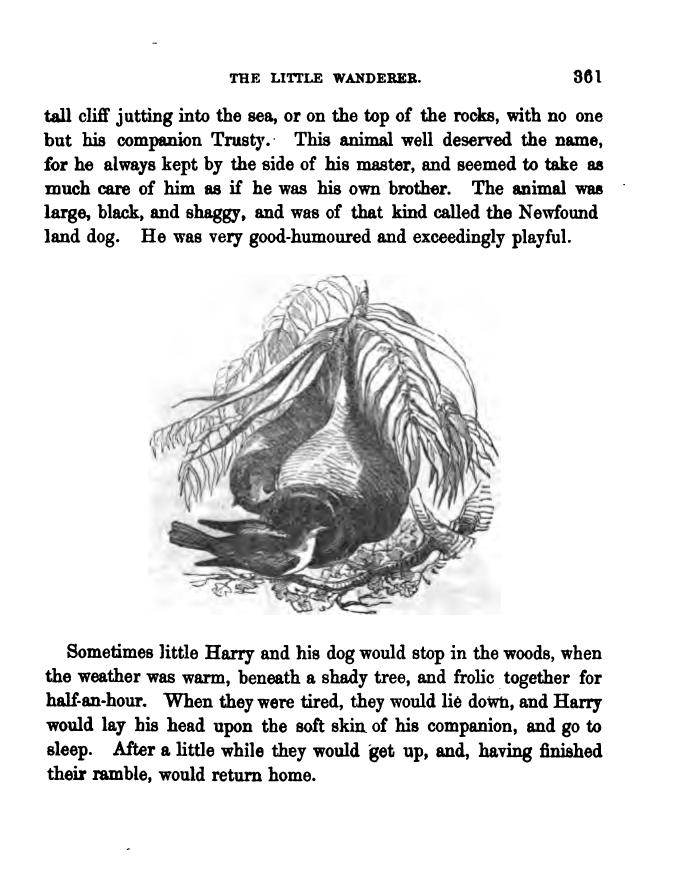 THE LITTLE WANDERER. 361
tall cliff jutting into the sea, or on the top of the rocks, with no one
but his companion Trusty. This animal well deserved the name,
for he always kept by the side of his master, and seemed to take as
much care of him as if he was his own brother. The animal was
large, black, and shaggy, and was of that kind called the Newfound
land dog. He was very good-humoured and exceedingly playful.
Sometimes little Harry and his dog would stop in the woods, when
the weather was warm, beneath a shady tree, and frolic together for
half-an-hour. When they were tired, they would lie down, and Harry
would lay his head upon the soft skin of his companion, and go to
sleep. After a little while they would get up, and, having finished
their ramble, would return home.